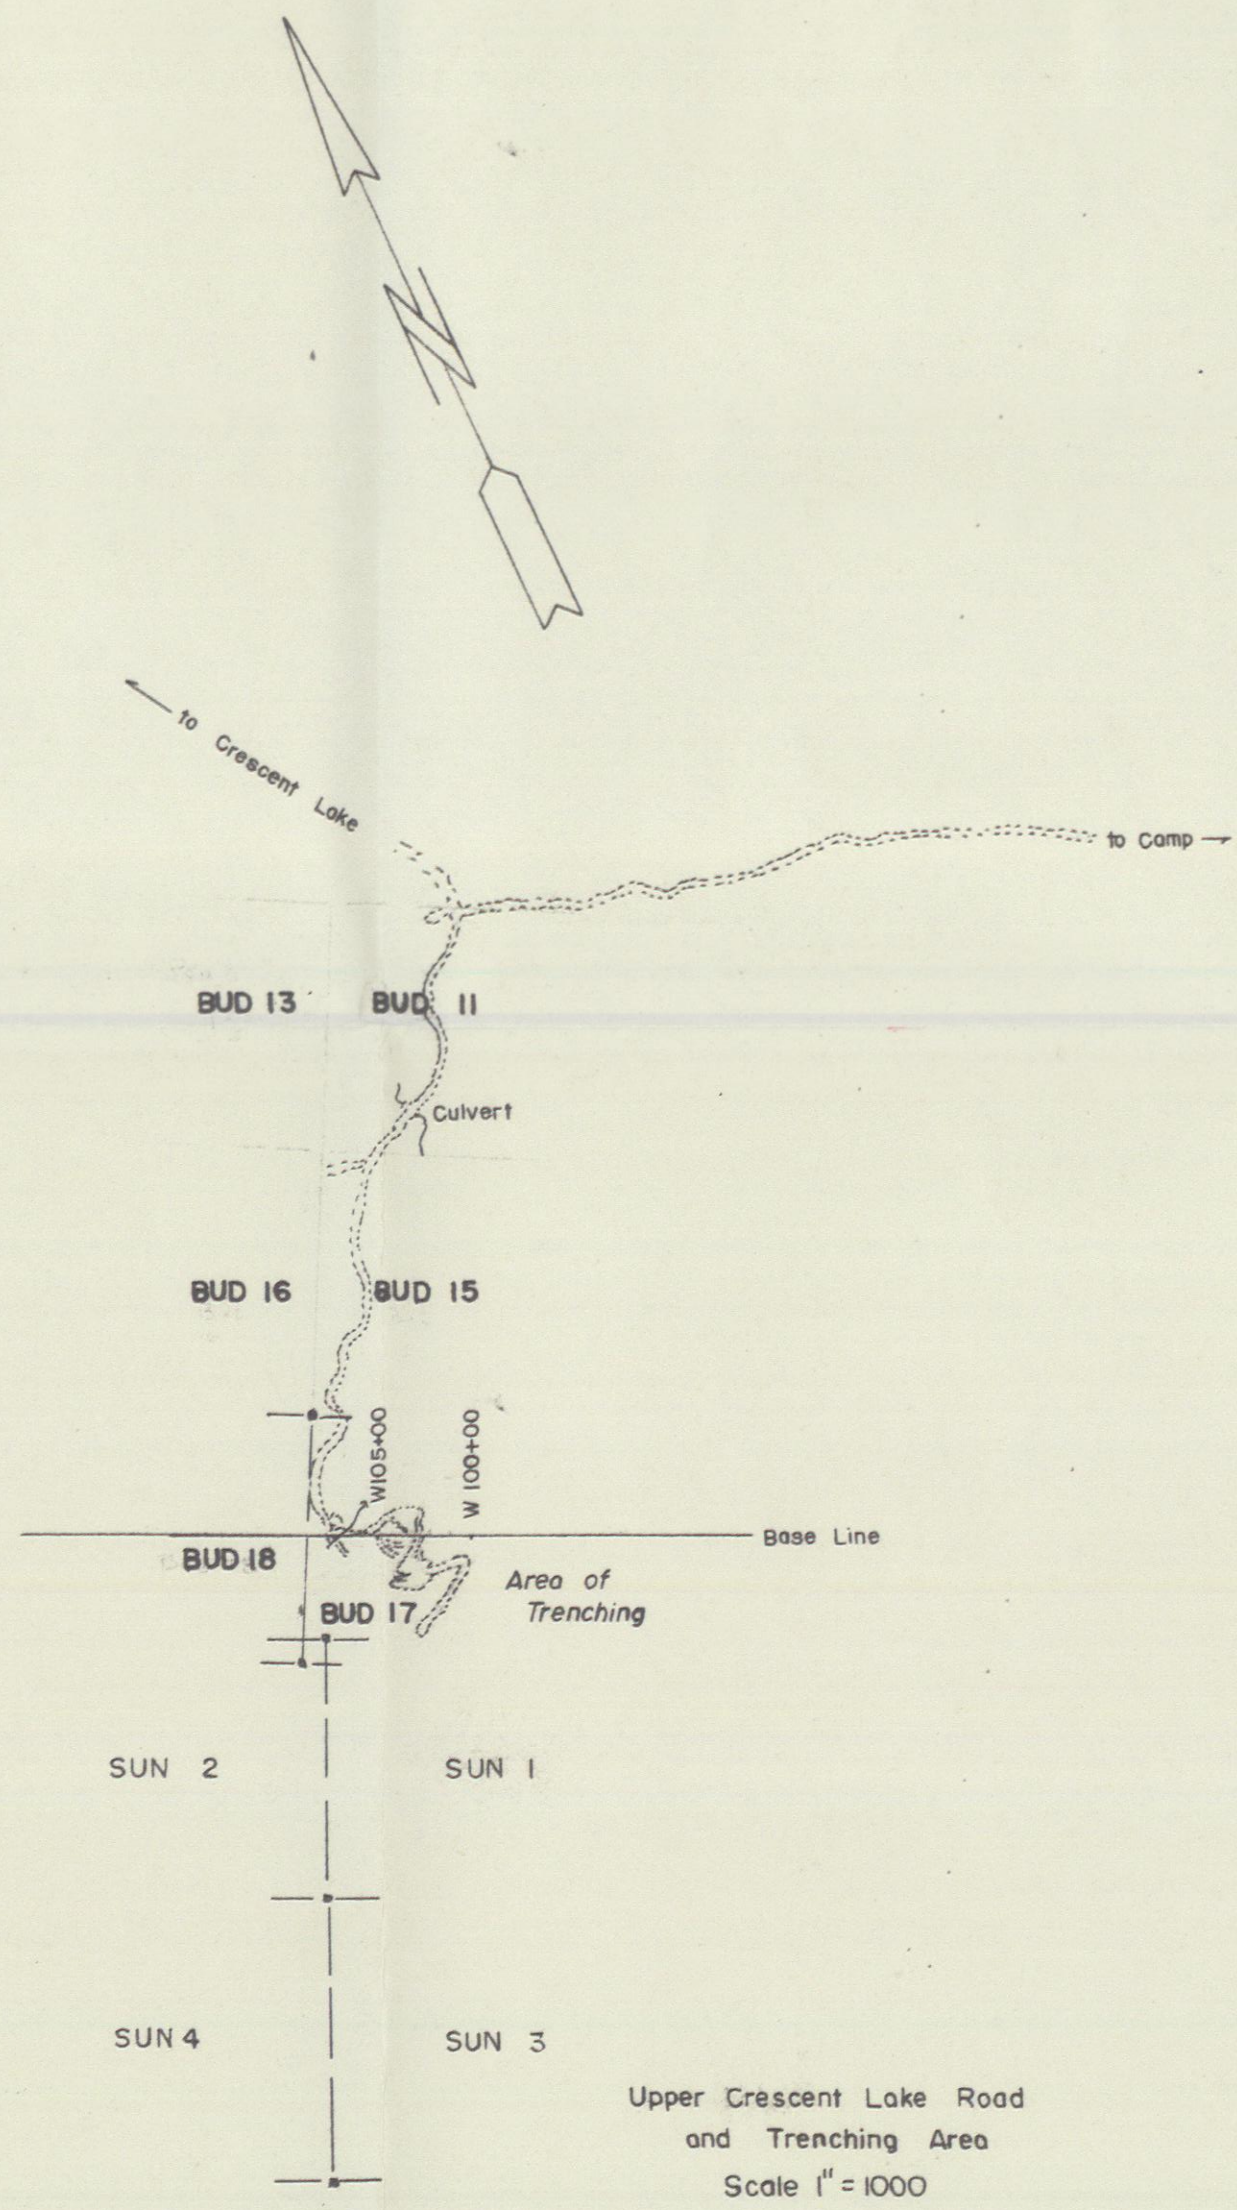 N
to Crescent Lake
to Camp
BUD 13
BUD 11
Culvert
BUD 16
BUD 15
W105+00
W 100+00
Base Line
BUD 18
Area of
Trenching
BUD 17
SUN 2
SUN 1
SUN 4
SUN 3
Upper Crescent Lake Road
and Trenching Area
Scale 1" = 1000